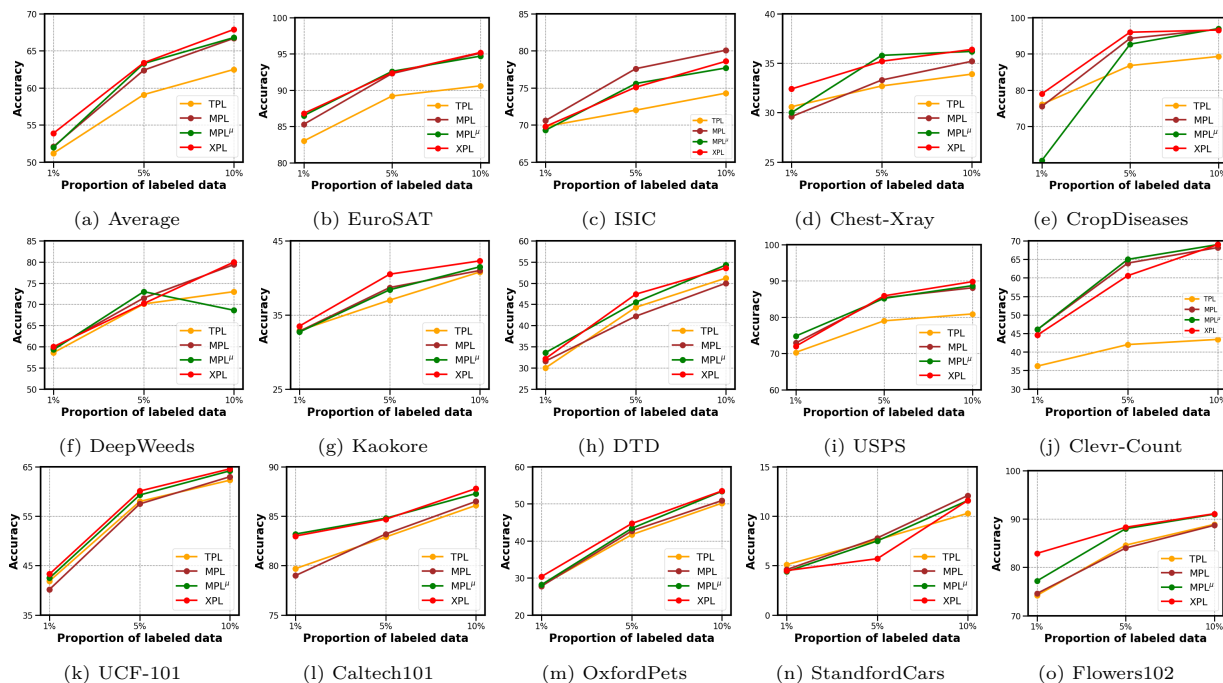 Accuracy
70
65
60
55
50
1%
5%
10%
TPL
MPL
MPL^μ
XPL
Proportion of labeled data
(a) Average
Accuracy
100
95
90
85
80
1%
5%
10%
TPL
MPL
MPL^μ
XPL
Proportion of labeled data
(b) EuroSAT
Accuracy
85
80
75
70
65
1%
5%
10%
TPL
MPL
MPL^μ
XPL
Proportion of labeled data
(c) ISIC
Accuracy
40
35
30
25
1%
5%
10%
TPL
MPL
MPL^μ
XPL
Proportion of labeled data
(d) Chest-Xray
Accuracy
100
90
80
70
1%
5%
10%
TPL
MPL
MPL^μ
XPL
Proportion of labeled data
(e) CropDiseases
Accuracy
85
80
75
70
65
60
55
50
1%
5%
10%
TPL
MPL
MPL^μ
XPL
Proportion of labeled data
(f) DeepWeeds
Accuracy
45
35
25
1%
5%
10%
TPL
MPL
MPL^μ
XPL
Proportion of labeled data
(g) Kaokore
Accuracy
60
55
50
45
40
35
30
25
1%
5%
10%
TPL
MPL
MPL^μ
XPL
Proportion of labeled data
(h) DTD
Accuracy
100
90
80
70
60
1%
5%
10%
TPL
MPL
MPL^μ
XPL
Proportion of labeled data
(i) USPS
Accuracy
70
65
60
55
50
45
40
35
30
1%
5%
10%
TPL
MPL
MPL^μ
XPL
Proportion of labeled data
(j) Clevr-Count
Accuracy
65
55
45
35
1%
5%
10%
TPL
MPL
MPL^μ
XPL
Proportion of labeled data
(k) UCF-101
Accuracy
90
85
80
75
1%
5%
10%
TPL
MPL
MPL^μ
XPL
Proportion of labeled data
(l) Caltech101
Accuracy
60
50
40
30
20
1%
5%
10%
TPL
MPL
MPL^μ
XPL
Proportion of labeled data
(m) OxfordPets
Accuracy
15
10
5
0
1%
5%
10%
TPL
MPL
MPL^μ
XPL
Proportion of labeled data
(n) StandfordCars
Accuracy
100
90
80
70
1%
5%
10%
TPL
MPL
MPL^μ
XPL
Proportion of labeled data
(o) Flowers102